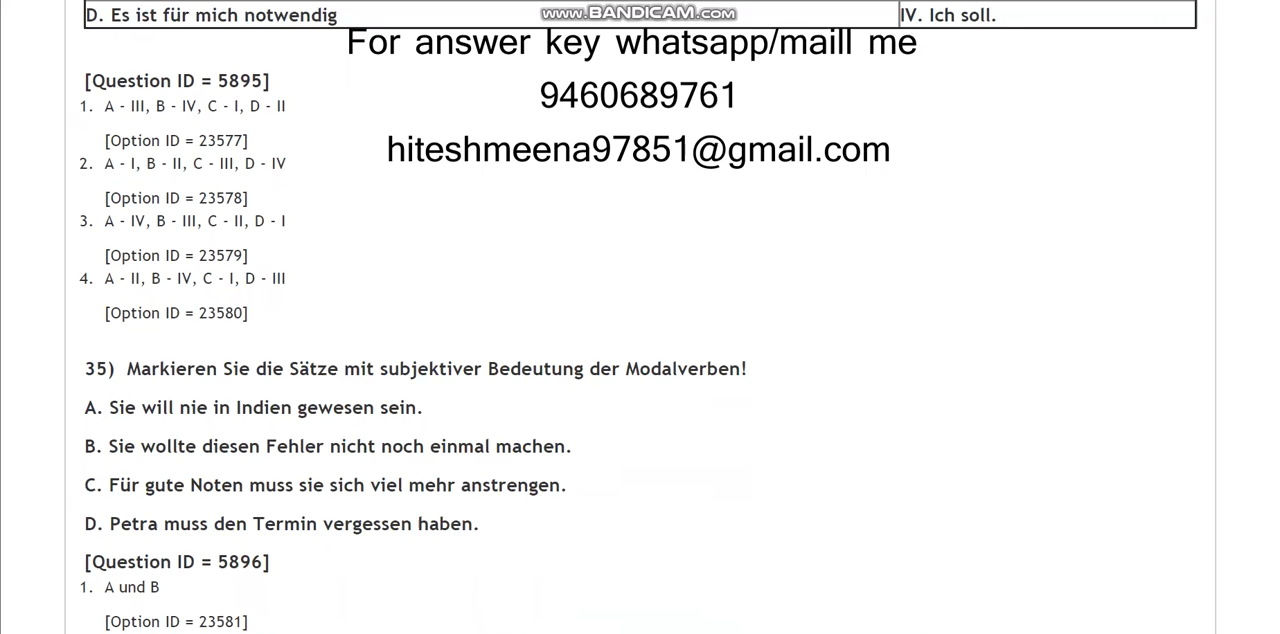 D. Es ist für mich notwendig IV. Ich soll.
www.BANDICAM.com
For answer key whatsapp/maill me
9460689761
hiteshmeena97851@gmail.com
[Question ID = 5895]
1. A - III, B - IV, C - I, D - II
[Option ID = 23577]
2. A - I, B - II, C - III, D - IV
[Option ID = 23578]
3. A - IV, B - III, C - II, D - I
[Option ID = 23579]
4. A - II, B - IV, C - I, D - III
[Option ID = 23580]
35) Markieren Sie die Sätze mit subjektiver Bedeutung der Modalverben!
A. Sie will nie in Indien gewesen sein.
B. Sie wollte diesen Fehler nicht noch einmal machen.
C. Für gute Noten muss sie sich viel mehr anstrengen.
D. Petra muss den Termin vergessen haben.
[Question ID = 5896]
1. A und B
[Option ID = 23581]